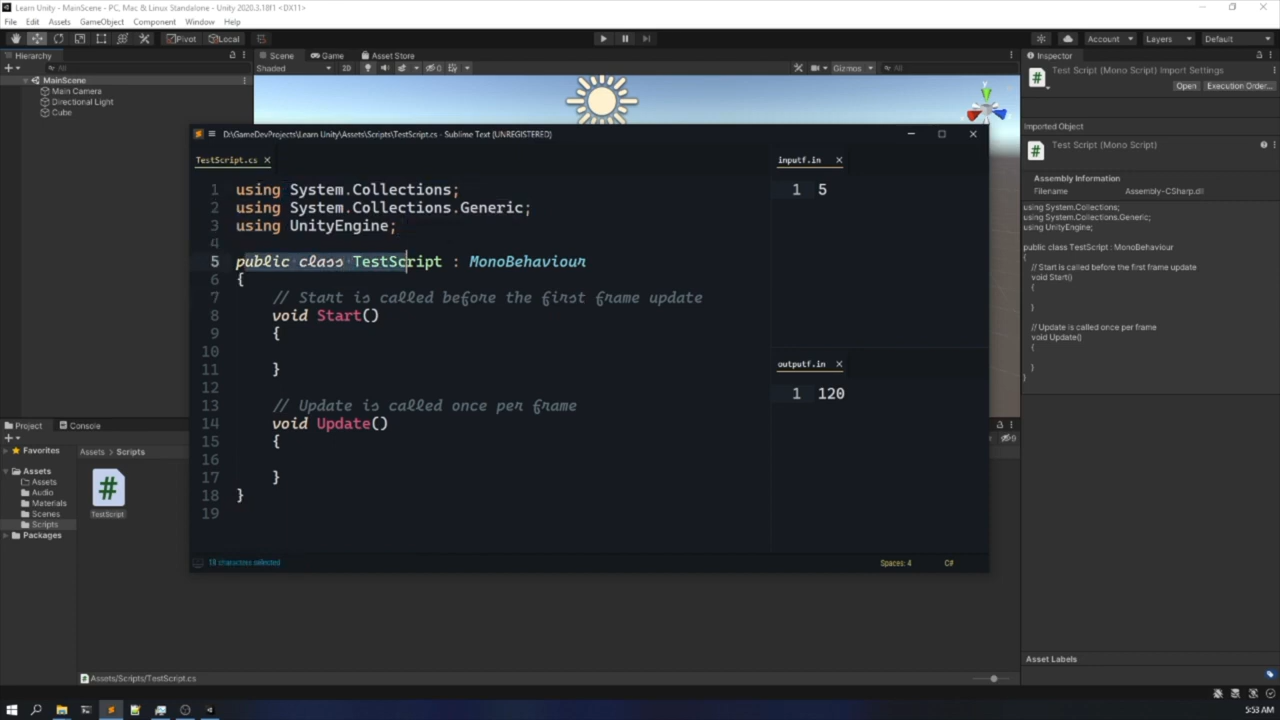 Learn Unity - MainScene - PC, Mac & Linux Standalone - Unity 2020.3.18f1 <DX11>
File Edit Assets GameObject Component Window Help
Pivot Local Account Layers Default
Hierarchy
All
MainScene
Main Camera
Directional Light
Cube
Scene Game Asset Store
Shaded 2D 0 Gizmos All
D:\GameDevProjects\Learn Unity\Assets\Scripts\TestScript.cs - Sublime Text (UNREGISTERED)
TestScript.cs
1 using System.Collections;
2 using System.Collections.Generic;
3 using UnityEngine;
4
5 public class TestScript : MonoBehaviour
6 {
7 // Start is called before the first frame update
8 void Start()
9 {
10
11 }
12
13 // Update is called once per frame
14 void Update()
15 {
16
17 }
18 }
19
inputf.in
1 5
outputf.in
1 120
18 characters selected
Spaces: 4 C#
Inspector
Test Script (Mono Script) Import Settings
Open Execution Order...
Imported Object
Test Script (Mono Script)
Assembly Information
Filename Assembly-CSharp.dll
using System.Collections;
using System.Collections.Generic;
using UnityEngine;
public class TestScript : MonoBehaviour
{
// Start is called before the first frame update
void Start()
{
}
// Update is called once per frame
void Update()
{
}
}
Asset Labels
Project Console
Favorites
Assets
Assets
Audio
Materials
Scenes
Scripts
Packages
Assets > Scripts
#
TestScript
9
Assets/Scripts/TestScript.cs
5:53 AM